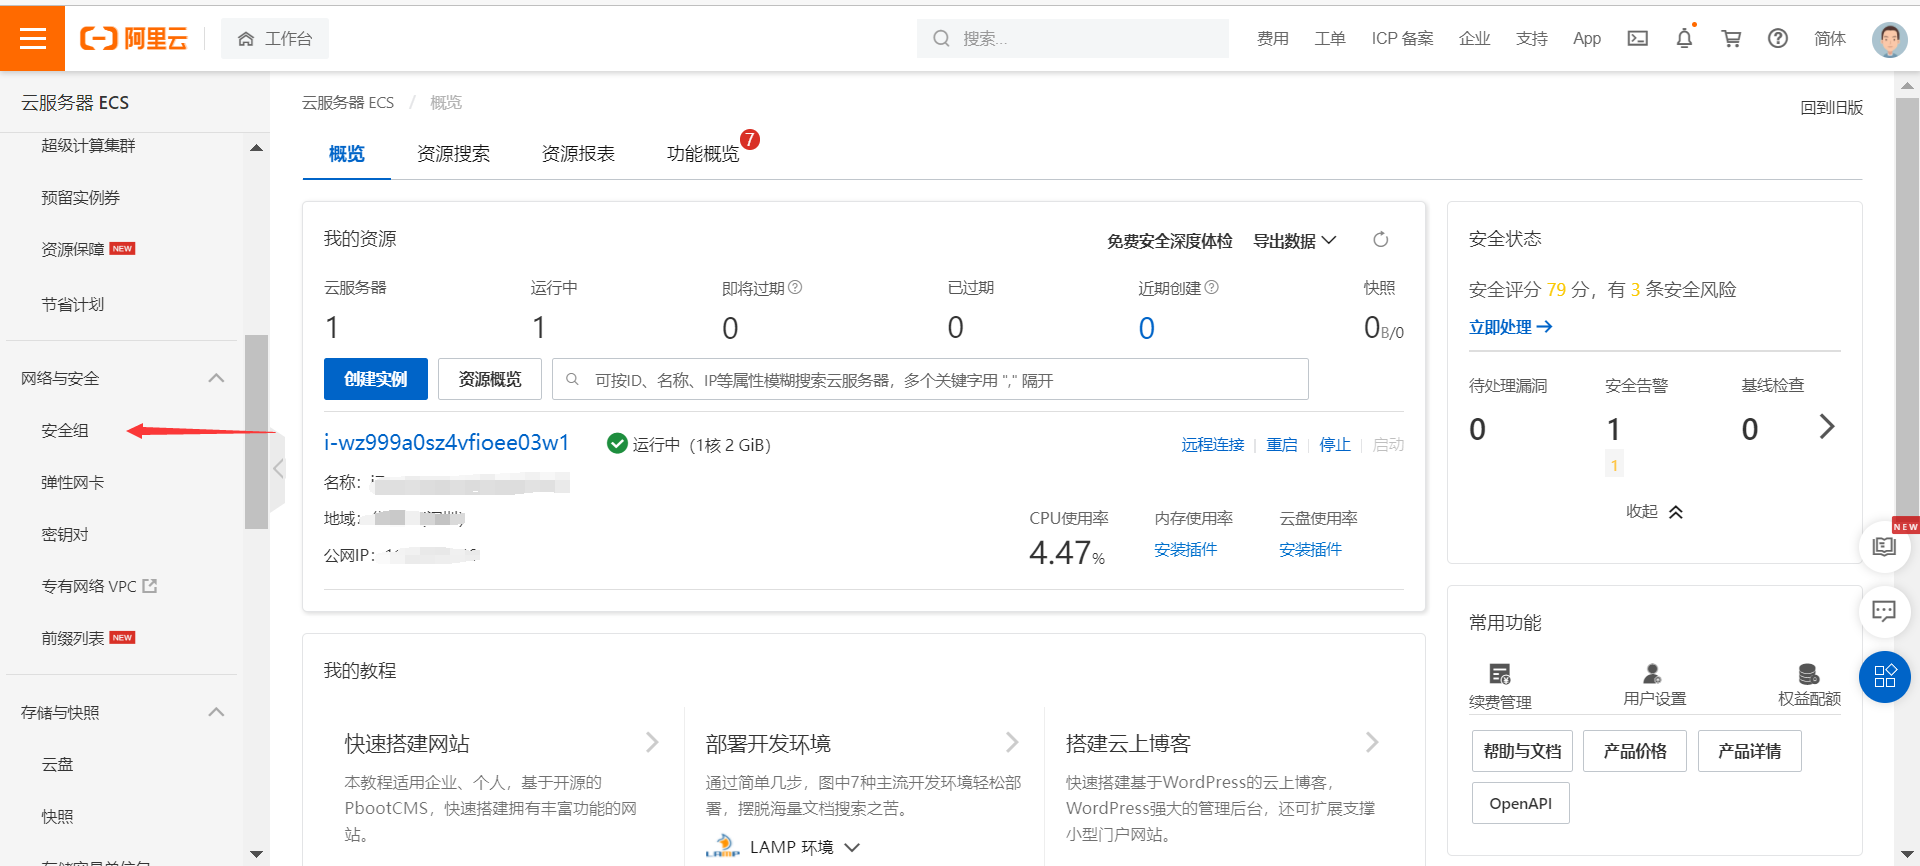 阿里云
工作台
搜索...
费用
工单
ICP 备案
企业
支持
App
简体
云服务器 ECS
超级计算集群
预留实例券
资源保障 NEW
节省计划
网络与安全
安全组
弹性网卡
密钥对
专有网络 VPC
前缀列表 NEW
存储与快照
云盘
快照
云服务器 ECS / 概览
回到旧版
概览
资源搜索
资源报表
功能概览 7
我的资源
免费安全深度体检
导出数据
云服务器
运行中
即将过期
已过期
近期创建
快照
1
1
0
0
0
0B/0
创建实例
资源概览
可按ID、名称、IP等属性模糊搜索云服务器，多个关键字用 "," 隔开
i-wz999a0sz4vfioee03w1
运行中 (1核 2 GiB)
远程连接
重启
停止
启动
名称：
地域：
公网IP：
CPU使用率
内存使用率
云盘使用率
4.47%
安装插件
安装插件
我的教程
快速搭建网站
本教程适用企业、个人，基于开源的
PbootCMS，快速搭建拥有丰富功能的网
站。
部署开发环境
通过简单几步，图中7种主流开发环境轻松部
署，摆脱海量文档搜索之苦。
LAMP
LAMP 环境
搭建云上博客
快速搭建基于WordPress的云上博客，
WordPress强大的管理后台，还可扩展支撑
小型门户网站。
安全状态
安全评分 79 分，有 3 条安全风险
立即处理
待处理漏洞
安全告警
基线检查
0
1
0
1
收起
NEW
常用功能
续费管理
用户设置
权益配额
帮助与文档
产品价格
产品详情
OpenAPI